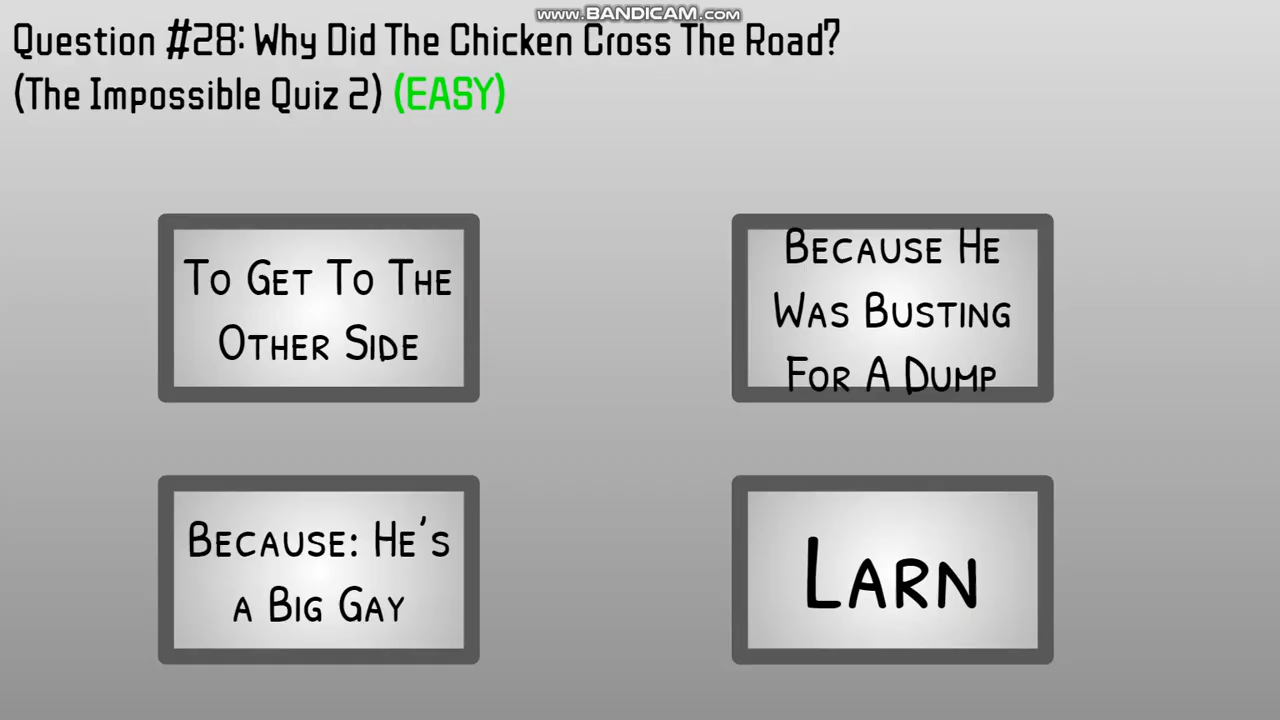 www.BANDICAM.com
Question #28: Why Did The Chicken Cross The Road?
(The Impossible Quiz 2) (EASY)
To Get To The
Other Side
Because He
Was Busting
For A Dump
Because: He's
a Big Gay
Larn